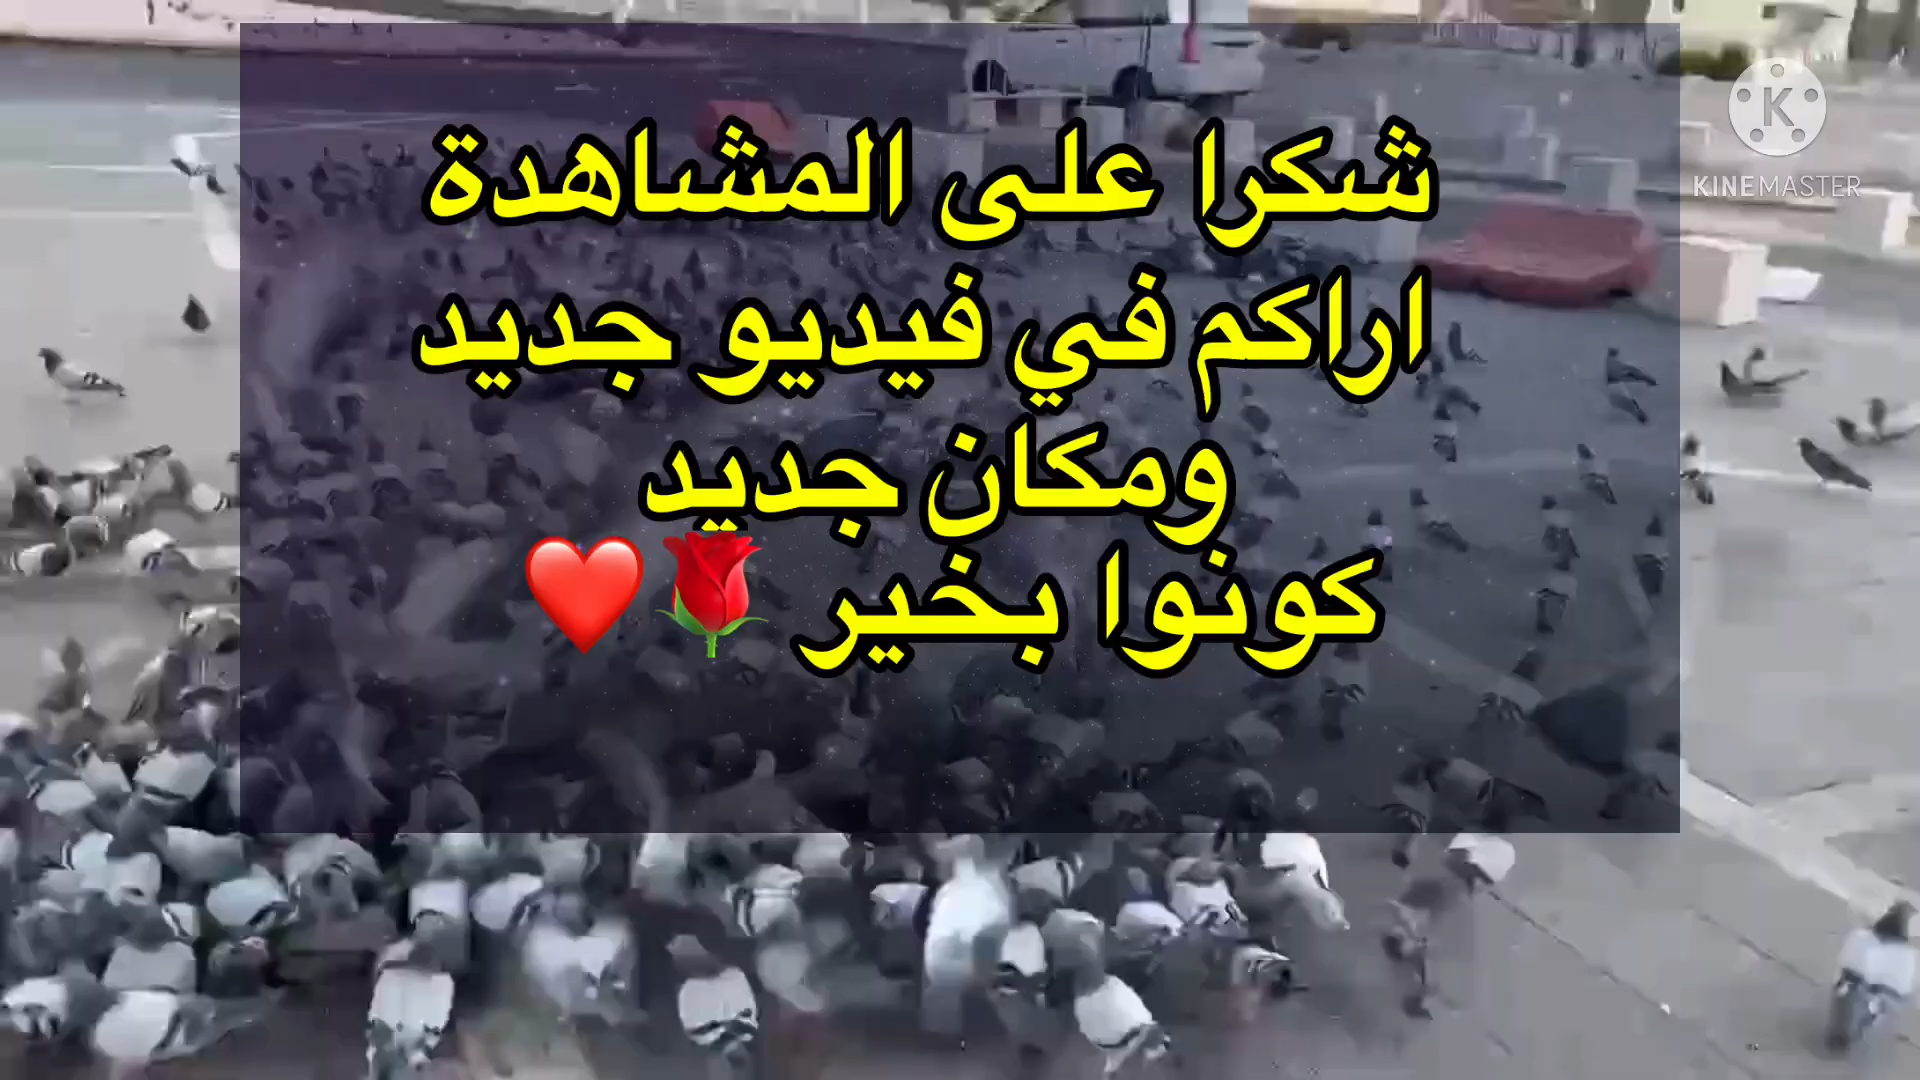 شكرا على المشاهدة
اراكم في فيديو جديد
ومكان جديد
كونوا بخير 🌹❤️
KINEMASTER